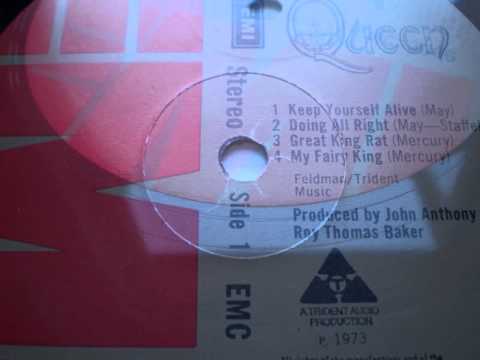 Queen
EMI
Stereo
Side 1
EMC
1 Keep Yourself Alive (May)
2 Doing All Right (May—Staffel
3 Great King Rat (Mercury)
4 My Fairy King (Mercury)
Feldman/Trident
Music
Produced by John Anthony
Roy Thomas Baker
T
A TRIDENT AUDIO
PRODUCTION
P. 1973